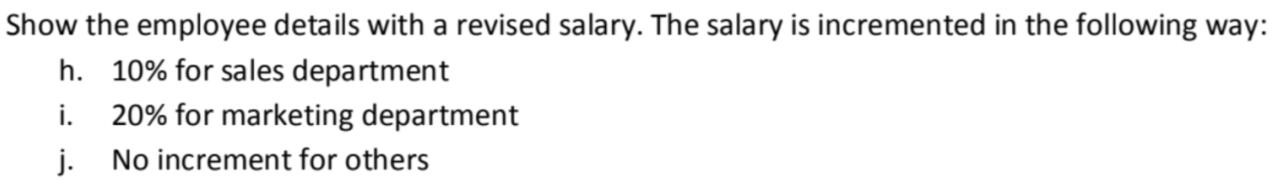 Show the employee details with a revised salary. The salary is incremented in the following way:
h. 10% for sales department
i. 20% for marketing department
j. No increment for others